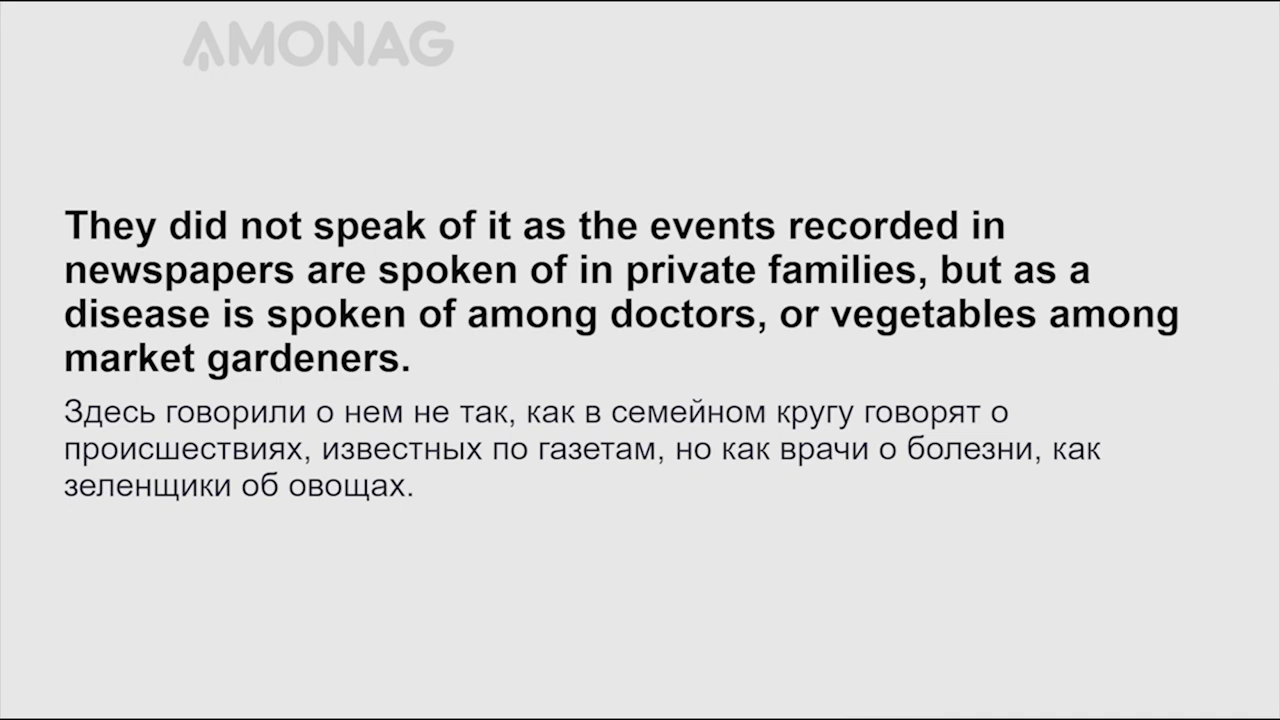 AMONAG
They did not speak of it as the events recorded in
newspapers are spoken of in private families, but as a
disease is spoken of among doctors, or vegetables among
market gardeners.
Здесь говорили о нем не так, как в семейном кругу говорят о
происшествиях, известных по газетам, но как врачи о болезни, как
зеленщики об овощах.